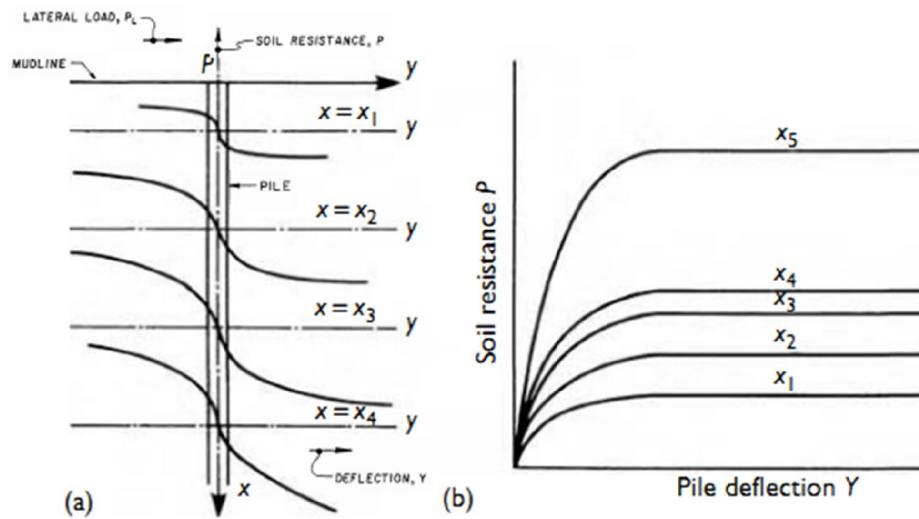 LATERAL LOAD, PL
SOIL RESISTANCE, P
MUDLINE
P
y
x = x1
y
PILE
x = x2
y
x = x3
y
x = x4
y
DEFLECTION, Y
x
(a)
Soil resistance P
x5
x4
x3
x2
x1
Pile deflection Y
(b)